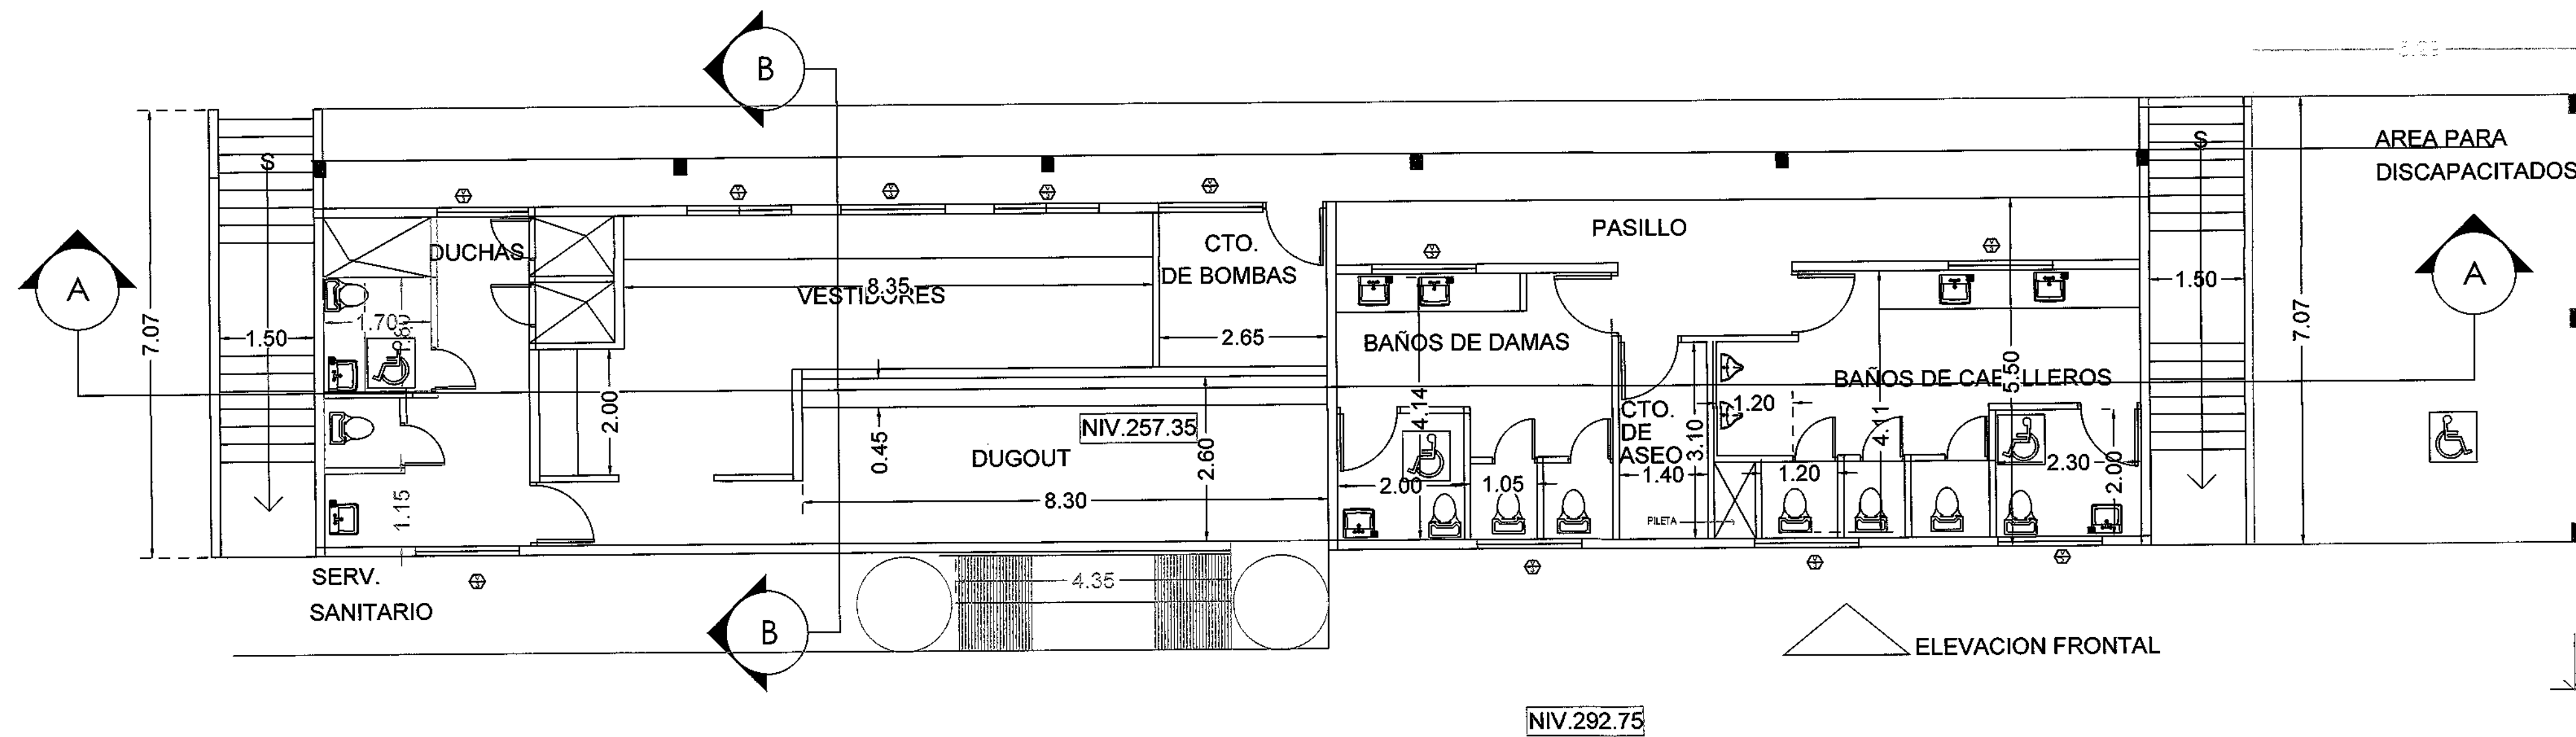 B
AREA PARA
DISCAPACITADOS
S
S
PASILLO
DUCHAS
CTO.
DE BOMBAS
8.35
VESTIDORES
A
A
7.07
1.50
1.70
2.65
BAÑOS DE DAMAS
1.50
7.07
5.50
BAÑOS DE CABALLEROS
2.00
0.45
NIV.257.35
2.60
DUGOUT
8.30
4.14
CTO.
DE
ASEO
3.10
1.20
4.11
2.00
1.05
1.40
1.20
2.30
2.00
PILETA
1.15
SERV.
SANITARIO
4.35
B
ELEVACION FRONTAL
NIV.292.75